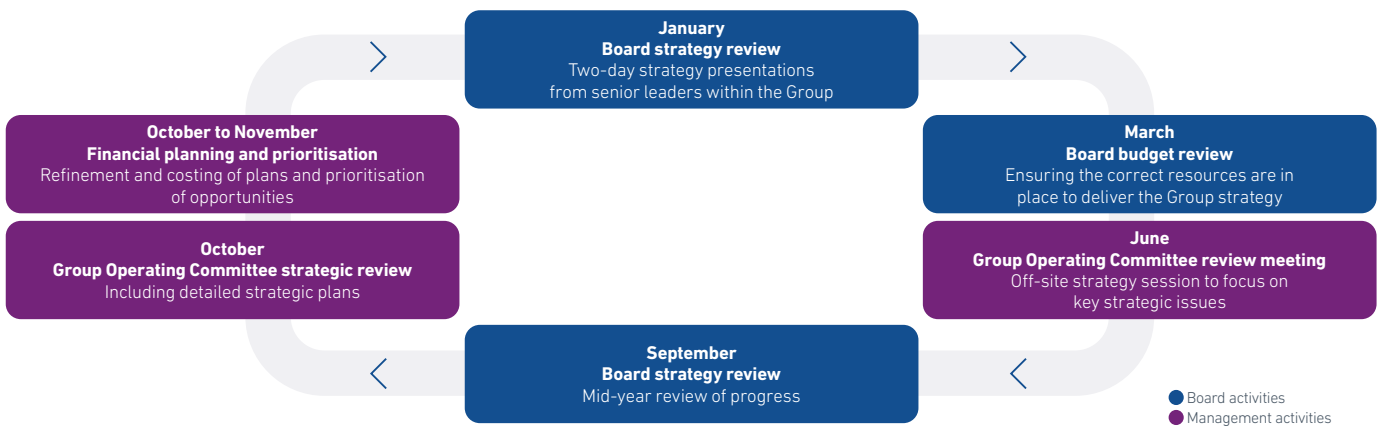 January
Board strategy review
Two-day strategy presentations
from senior leaders within the Group
March
Board budget review
Ensuring the correct resources are in
place to deliver the Group strategy
June
Group Operating Committee review meeting
Off-site strategy session to focus on
key strategic issues
September
Board strategy review
Mid-year review of progress
October
Group Operating Committee strategic review
Including detailed strategic plans
October to November
Financial planning and prioritisation
Refinement and costing of plans and prioritisation
of opportunities
Board activities
Management activities